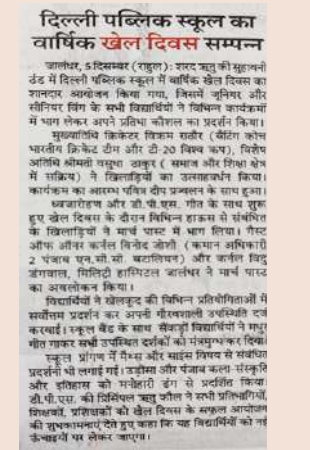 दिल्ली पब्लिक स्कूल का
वार्षिक खेल दिवस सम्पन्न
जालंधर, 5 दिसम्बर (राहुल): शरद ऋतु की सुहावनी
ठंड में दिल्ली पब्लिक स्कूल में वार्षिक खेल दिवस का
शानदार आयोजन किया गया, जिसमें जूनियर और
सीनियर विंग के सभी विद्यार्थियों ने विभिन्न कार्यक्रमों
में भाग लेकर अपने प्रतिभा कौशल का प्रदर्शन किया।
मुख्यातिथि क्रिकेटर विक्रम राठौर (बैटिंग कोच
भारतीय क्रिकेट टीम और टी-20 विश्व कप), विशेष
अतिथि श्रीमती वसुधा ठाकुर ( समाज और शिक्षा क्षेत्र
में सक्रिय) ने खिलाड़ियों का उत्साहवर्धन किया।
कार्यक्रम का आरम्भ पवित्र दीप प्रज्वलन के साथ हुआ।
ध्वजारोहण और डी.पी.एस. गीत के साथ शुरू
हुए खेल दिवस के दौरान विभिन्न हाऊस से संबंधित
के खिलाड़ियों ने मार्च पास्ट में भाग लिया। गैस्ट
ऑफ ऑनर कर्नल विनोद जोशी (कमान अधिकारी
2 पंजाब एन.सी.सी. बटालियन) और कर्नल विदु
डंगवाल, मिलिट्री हास्पिटल जालंधर ने मार्च पास्ट
का अवलोकन किया।
विद्यार्थियों ने खेलकूद की विभिन्न प्रतियोगिताओं में
सर्वोत्तम प्रदर्शन कर अपनी गौरवशाली उपस्थिति दर्ज
करवाई। स्कूल बैंड के साथ सैंकड़ों विद्यार्थियों ने मधुर
गीत गाकर सभी उपस्थित दर्शकों को मंत्रमुग्ध कर दिया।
स्कूल प्रांगण में मैथ्स और साइंस विषय से संबंधित
प्रदर्शनी भी लगाई गई। उड़ीसा और पंजाब कला-संस्कृति
और इतिहास को मनोहारी ढंग से प्रदर्शित किया।
डी.पी.एस. की प्रिंसिपल ऋतु कौल ने सभी प्रतिभागियों,
शिक्षकों, प्रशिक्षकों को खेल दिवस के सफल आयोजन
की शुभकामनाएं देते हुए कहा कि यह विद्यार्थियों को नई
ऊंचाइयों पर लेकर जाएगा।